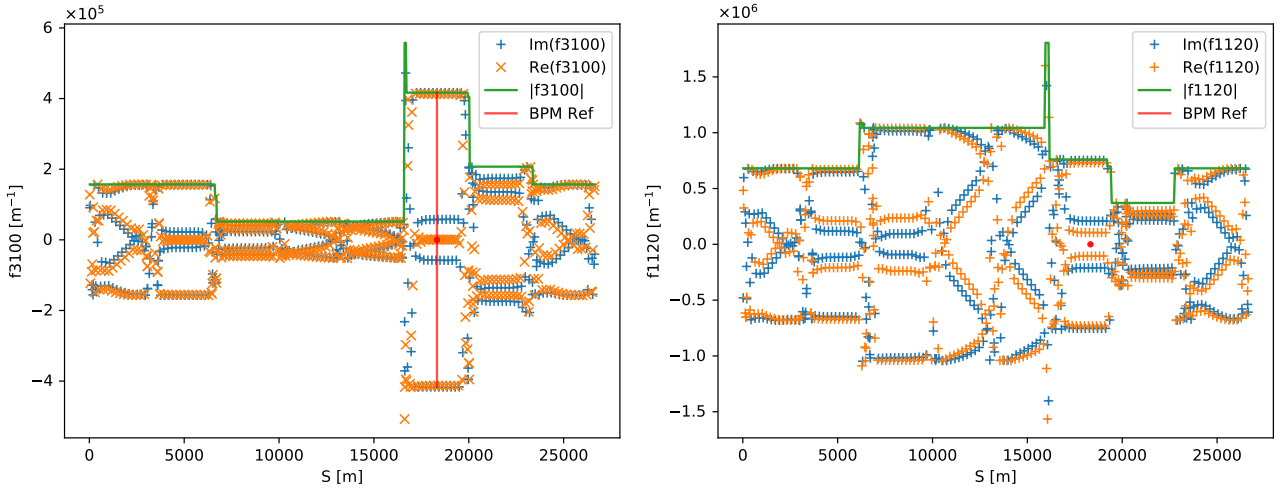 ×10⁵
6
4
2
0
−2
−4
f3100 [m⁻¹]
0
5000
10000
15000
20000
25000
S [m]
Im(f3100)
Re(f3100)
|f3100|
BPM Ref
×10⁶
1.5
1.0
0.5
0.0
−0.5
−1.0
−1.5
f1120 [m⁻¹]
0
5000
10000
15000
20000
25000
S [m]
Im(f1120)
Re(f1120)
|f1120|
BPM Ref